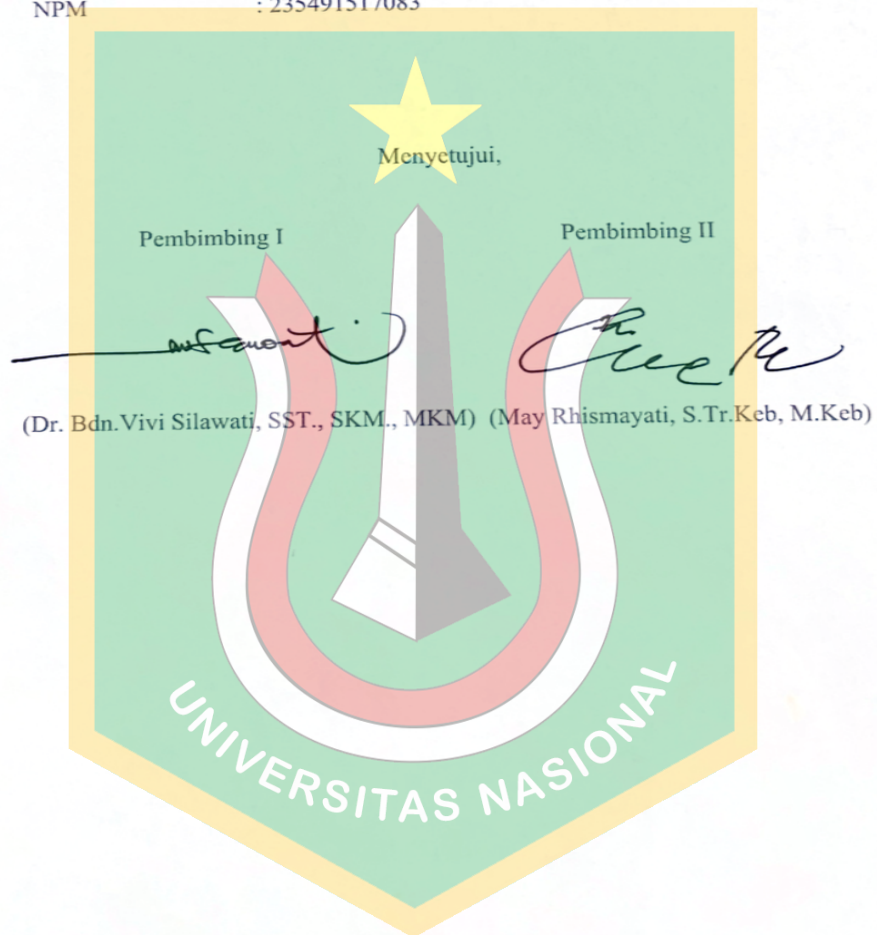 NPM : 235491517083
Menyetujui,
Pembimbing I Pembimbing II
(Dr. Bdn.Vivi Silawati, SST., SKM., MKM) (May Rhismayati, S.Tr.Keb, M.Keb)
UNIVERSITAS NASIONAL